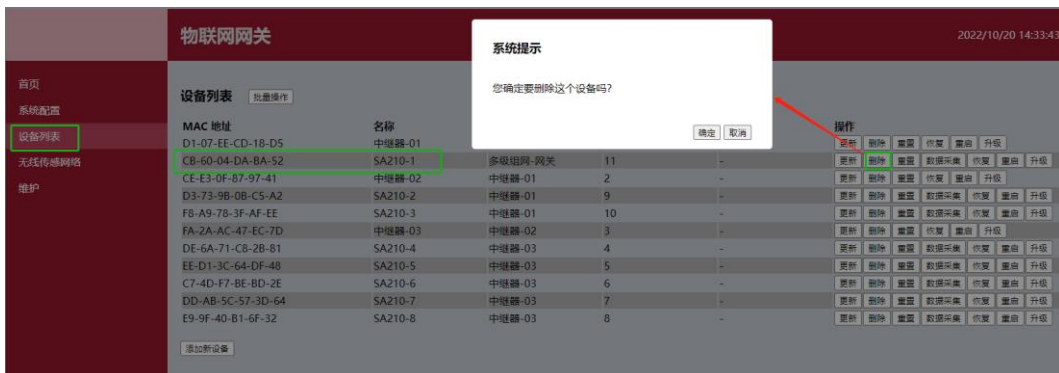 物联网网关
2022/10/20 14:33:43
系统提示
您确定要删除这个设备吗?
确定 取消
首页
系统配置
设备列表
无线传感网络
维护
设备列表 批量操作
MAC 地址 名称 操作
D1-07-EE-CD-18-D5 中继器-01 更新 删除 重置 恢复 重启 升级
CB-60-04-DA-BA-52 SA210-1 多级组网-网关 11 - 更新 删除 重置 数据采集 恢复 重启 升级
CE-E3-0F-87-97-41 中继器-02 中继器-01 2 - 更新 删除 重置 恢复 重启 升级
D3-73-9B-0B-C5-A2 SA210-2 中继器-01 9 - 更新 删除 重置 数据采集 恢复 重启 升级
F8-A9-78-3F-AF-EE SA210-3 中继器-01 10 - 更新 删除 重置 数据采集 恢复 重启 升级
FA-2A-AC-47-EC-7D 中继器-03 中继器-02 3 - 更新 删除 重置 恢复 重启 升级
DE-6A-71-C8-2B-81 SA210-4 中继器-03 4 - 更新 删除 重置 数据采集 恢复 重启 升级
EE-D1-3C-64-DF-48 SA210-5 中继器-03 5 - 更新 删除 重置 数据采集 恢复 重启 升级
C7-4D-F7-BE-BD-2E SA210-6 中继器-03 6 - 更新 删除 重置 数据采集 恢复 重启 升级
DD-AB-5C-57-3D-64 SA210-7 中继器-03 7 - 更新 删除 重置 数据采集 恢复 重启 升级
E9-9F-40-B1-6F-32 SA210-8 中继器-03 8 - 更新 删除 重置 数据采集 恢复 重启 升级
添加新设备